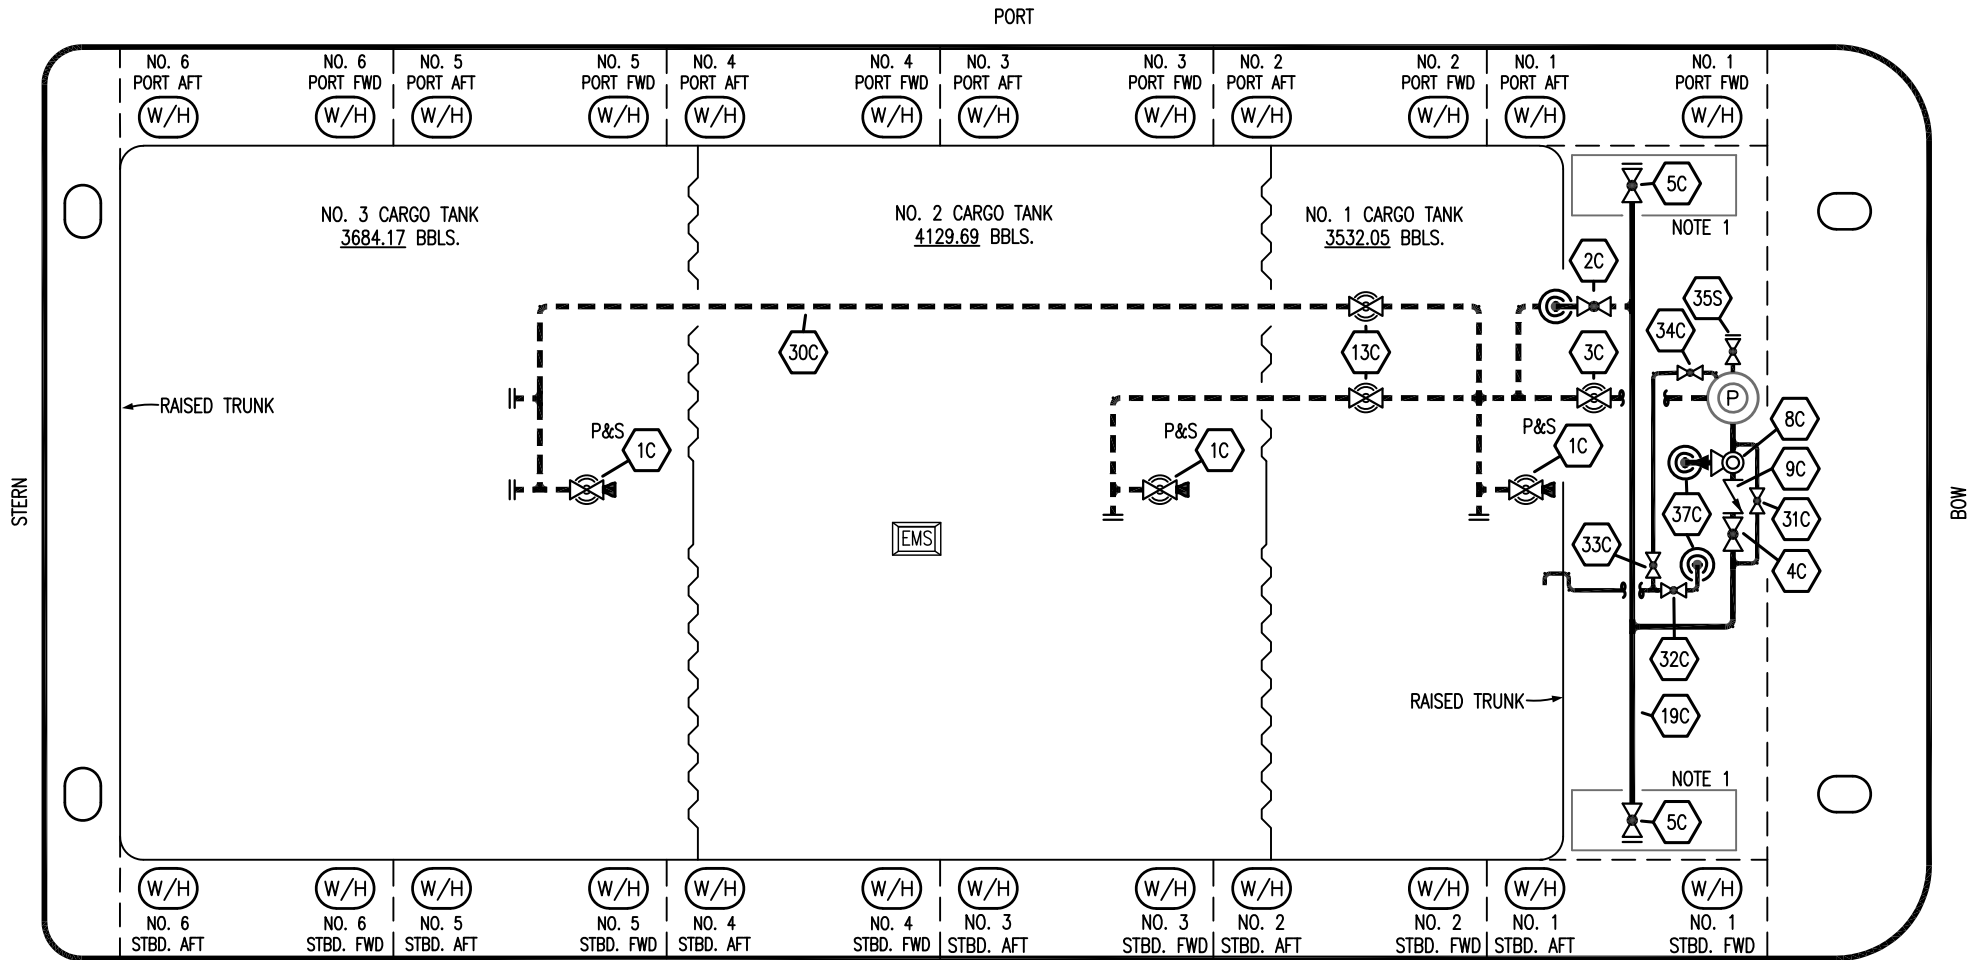 PORT
NO. 6 NO. 6 NO. 5 NO. 5 NO. 4 NO. 4 NO. 3 NO. 3 NO. 2 NO. 2 NO. 1 NO. 1
PORT AFT PORT FWD PORT AFT PORT FWD PORT AFT PORT FWD PORT AFT PORT FWD PORT AFT PORT FWD PORT AFT PORT FWD
W/H W/H W/H W/H W/H W/H W/H W/H W/H W/H W/H W/H
5C
NO. 3 CARGO TANK
3684.17 BBLS.
NO. 2 CARGO TANK
4129.69 BBLS.
NO. 1 CARGO TANK
3532.05 BBLS.
NOTE 1
2C
35S
34C
30C
13C
3C
RAISED TRUNK
P
P&S
1C
P&S
1C
P&S
1C
8C
9C
STERN
BOW
37C
31C
EMS
33C
4C
32C
RAISED TRUNK
19C
NOTE 1
5C
W/H W/H W/H W/H W/H W/H W/H W/H W/H W/H W/H W/H
NO. 6 NO. 6 NO. 5 NO. 5 NO. 4 NO. 4 NO. 3 NO. 3 NO. 2 NO. 2 NO. 1 NO. 1
STBD. AFT STBD. FWD STBD. AFT STBD. FWD STBD. AFT STBD. FWD STBD. AFT STBD. FWD STBD. AFT STBD. FWD STBD. AFT STBD. FWD